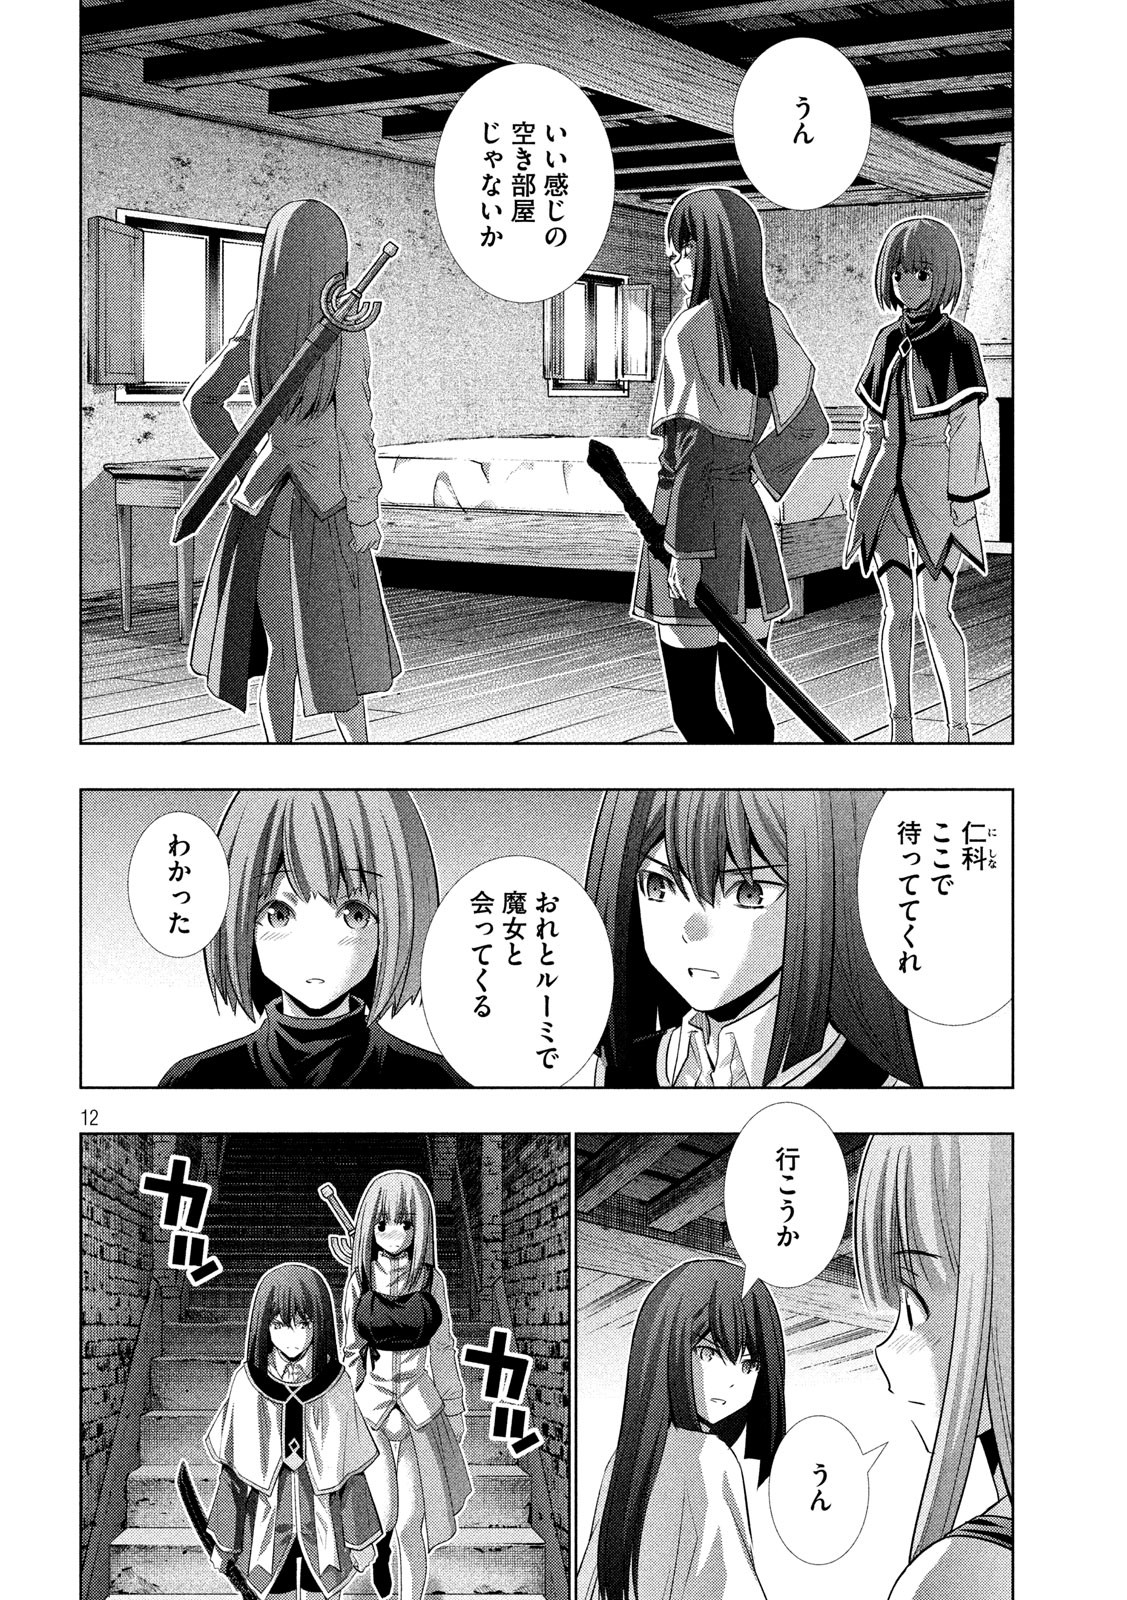 うん
いい感じの
空き部屋
じゃないか
仁科
にしな
ここで
待っててくれ
おれとルーミで
魔女と
会ってくる
わかった
12
行こうか
うん
カッ
カッ